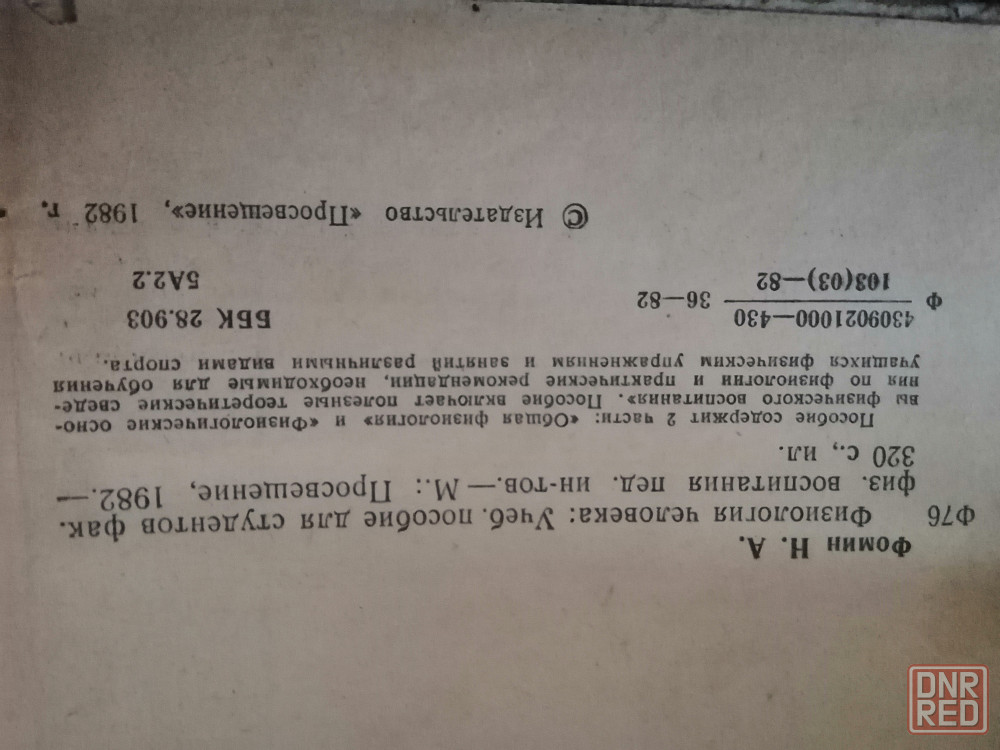 Фомин Н. А.
Ф76 Физиология человека: Учеб. пособие для студентов фак.
физ. воспитания пед. ин-тов.— М.: Просвещение, 1982.—
320 с., ил.
Пособие содержит 2 части: «Общая физиология» и «Физиологические осно-
вы физического воспитания». Пособие включает полезные теоретические сведе-
ния по физиологии и практические рекомендации, необходимые для обучения
учащихся физическим упражнениям и занятий различными видами спорта.
Ф 4309021000—430 36—82 ББК 28.903
103(03)—82 5А2.2
© Издательство «Просвещение», 1982 г.
DNR
RED